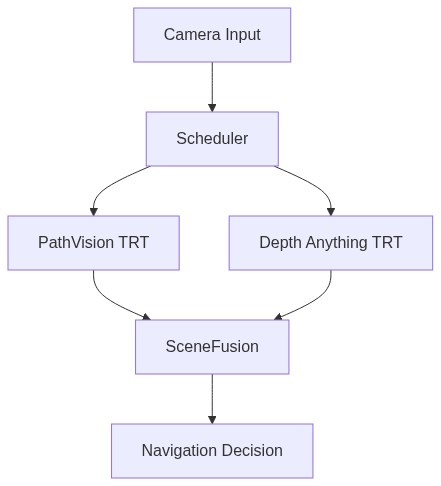 Camera Input
Scheduler
PathVision TRT
Depth Anything TRT
SceneFusion
Navigation Decision